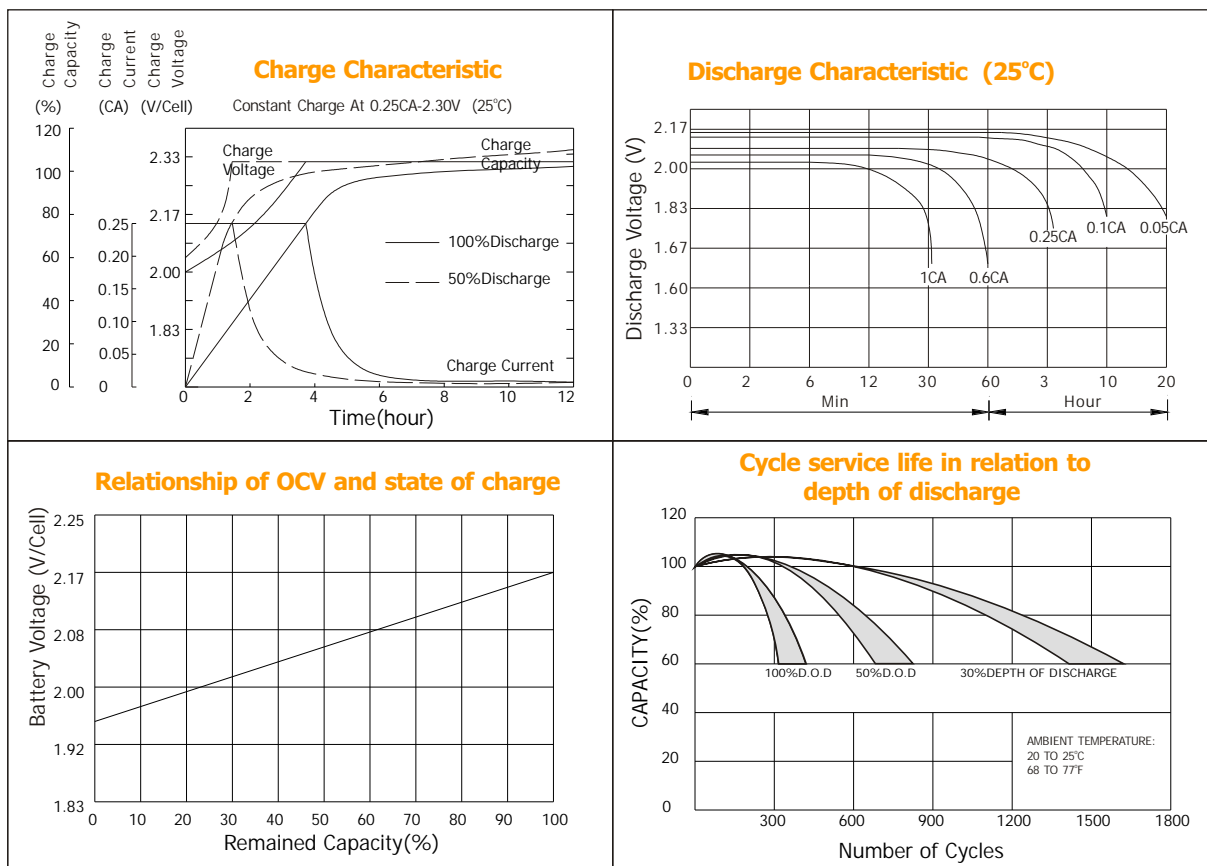 Charge Capacity
Charge Current
Charge Voltage
(%)
(CA)
(V/Cell)
Charge Characteristic
Constant Charge At 0.25CA-2.30V (25°C)
120
100
80
60
40
20
0
0.25
0.20
0.15
0.10
0.05
0
2.33
2.17
2.00
1.83
Charge
Voltage
Charge
Capacity
100%Discharge
50%Discharge
Charge Current
0 2 4 6 8 10 12
Time(hour)
Discharge Characteristic (25°C)
Discharge Voltage (V)
2.17
2.00
1.83
1.67
1.60
1.33
1CA
0.6CA
0.25CA
0.1CA
0.05CA
0 2 6 12 30 60 3 10 20
Min
Hour
Relationship of OCV and state of charge
Battery Voltage (V/Cell)
2.25
2.17
2.08
2.00
1.92
1.83
0 10 20 30 40 50 60 70 80 90 100
Remained Capacity(%)
Cycle service life in relation to
depth of discharge
CAPACITY(%)
120
100
80
60
40
20
0
100%D.O.D
50%D.O.D
30%DEPTH OF DISCHARGE
AMBIENT TEMPERATURE:
20 TO 25°C
68 TO 77°F
300 600 900 1200 1500 1800
Number of Cycles